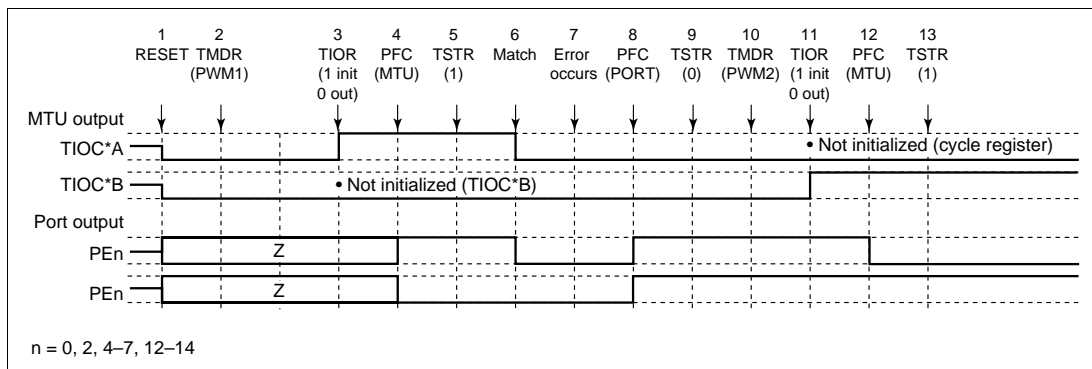 1 2 3 4 5 6 7 8 9 10 11 12 13
RESET TMDR TIOR PFC TSTR Match Error PFC TSTR TMDR TIOR PFC TSTR
(PWM1) (1 init (MTU) (1) occurs (PORT) (0) (PWM2) (1 init (MTU) (1)
0 out) 0 out)
MTU output
TIOC*A • Not initialized (cycle register)
TIOC*B • Not initialized (TIOC*B)
Port output
PEn Z
PEn Z
n = 0, 2, 4–7, 12–14